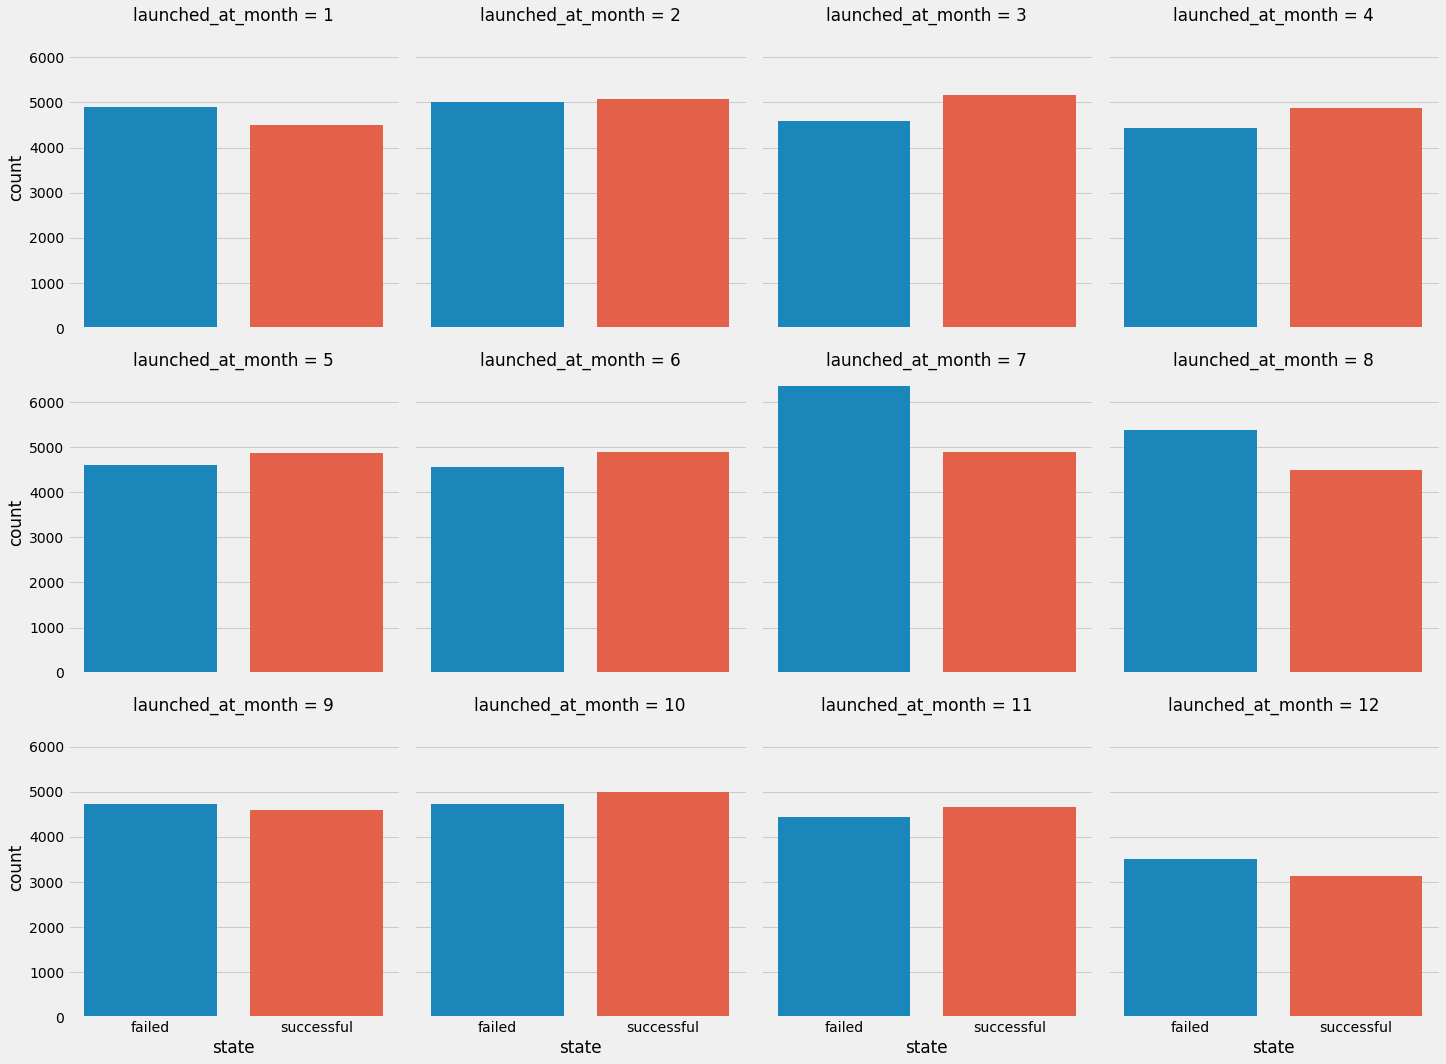 launched_at_month = 1 launched_at_month = 2 launched_at_month = 3 launched_at_month = 4
6000
5000
4000
3000
2000
1000
0
count
launched_at_month = 5 launched_at_month = 6 launched_at_month = 7 launched_at_month = 8
6000
5000
4000
3000
2000
1000
0
count
launched_at_month = 9 launched_at_month = 10 launched_at_month = 11 launched_at_month = 12
6000
5000
4000
3000
2000
1000
0
count
failed successful failed successful failed successful failed successful
state state state state